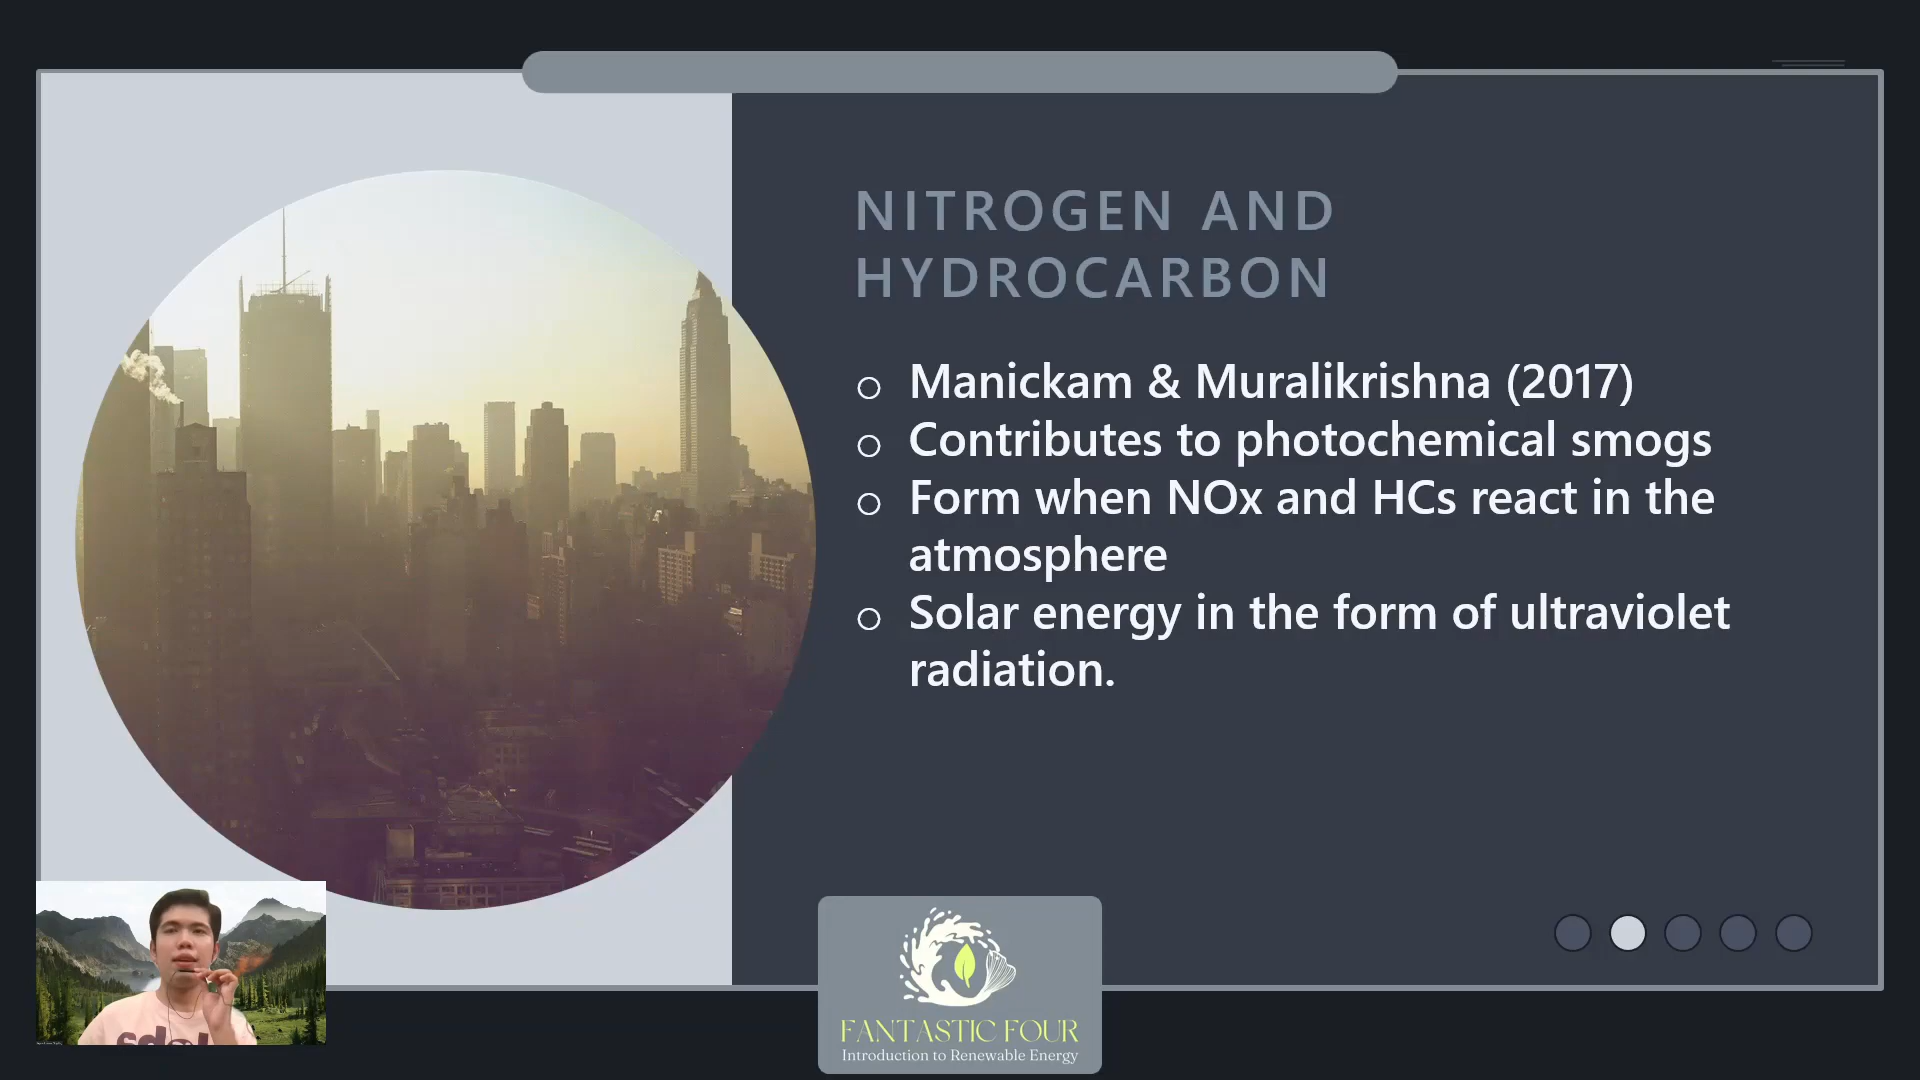 NITROGEN AND
HYDROCARBON
Manickam & Muralikrishna (2017)
Contributes to photochemical smogs
Form when NOx and HCs react in the
atmosphere
Solar energy in the form of ultraviolet
radiation.
FANTASTIC FOUR
Introduction to Renewable Energy